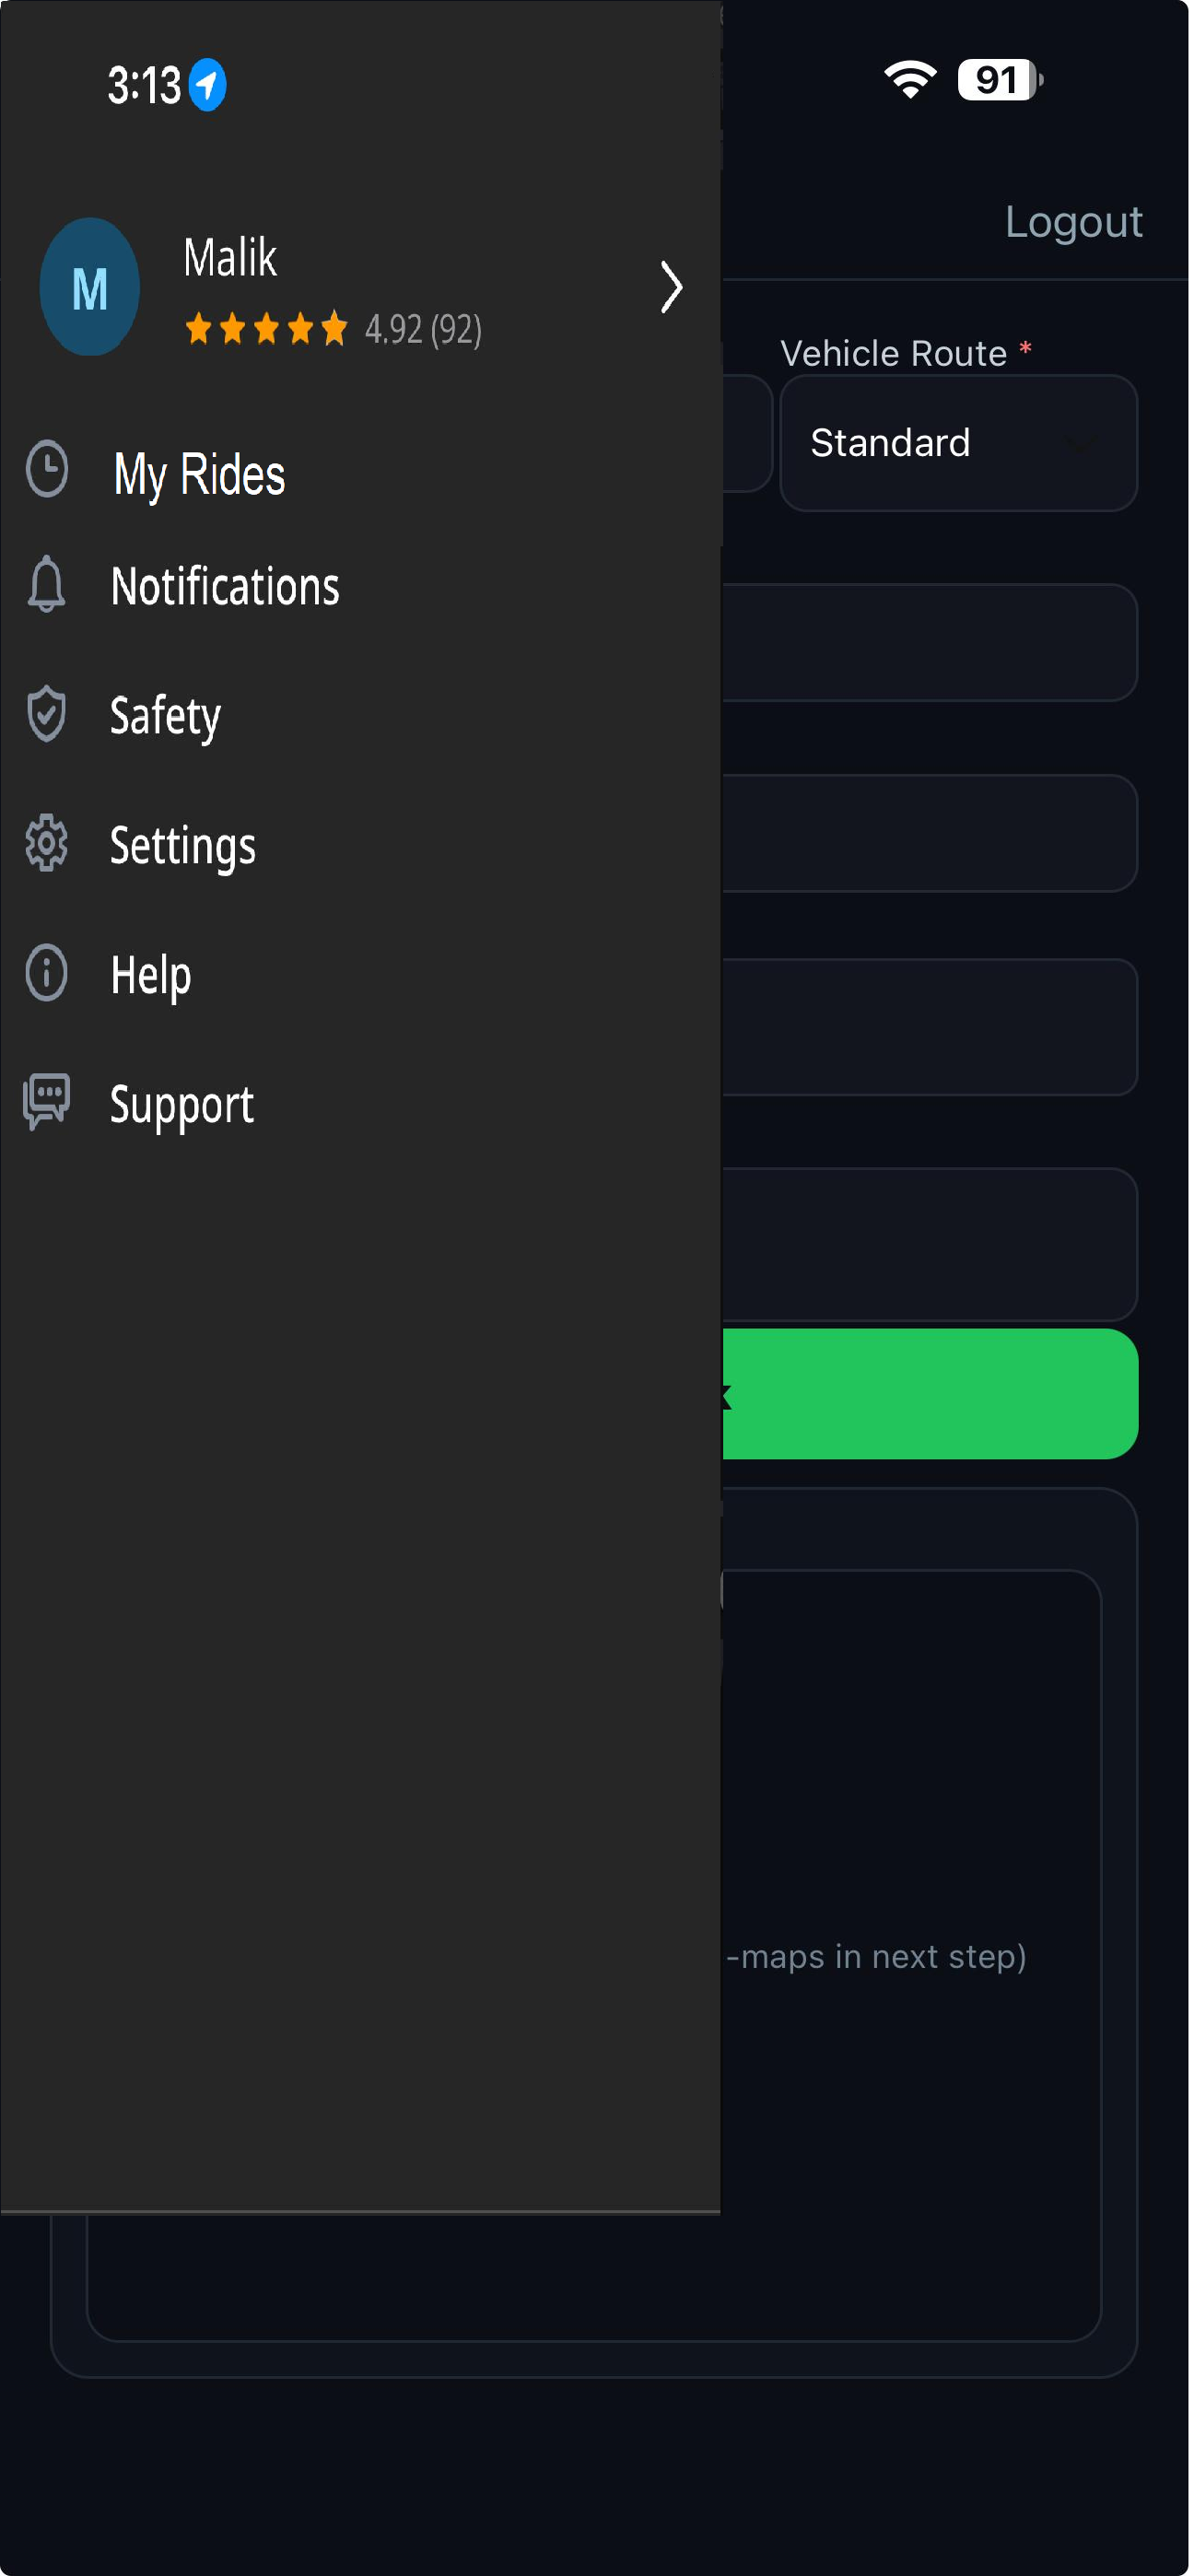 3:13
91
Logout
M
Malik
4.92 (92)
Vehicle Route *
Standard
My Rides
Notifications
Safety
Settings
Help
Support
-maps in next step)